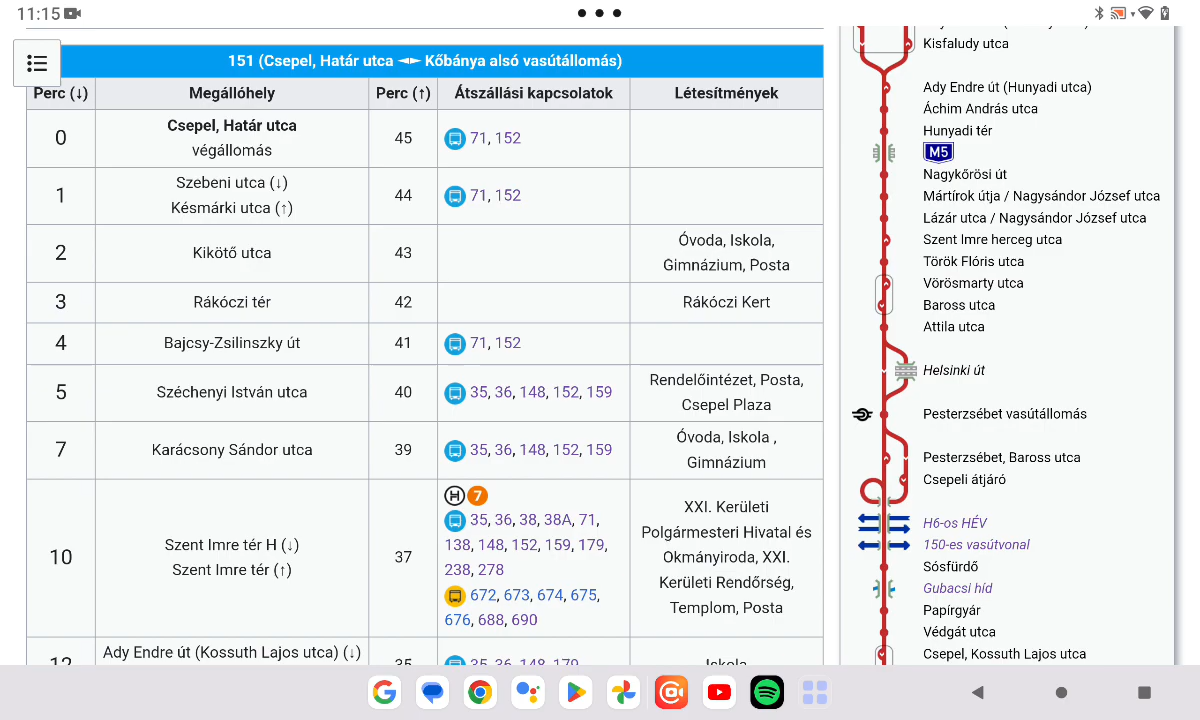 11:15
151 (Csepel, Határ utca ◄► Kőbánya alsó vasútállomás)
Perc (↓) Megállóhely Perc (↑) Átszállási kapcsolatok Létesítmények
0 Csepel, Határ utca végállomás 45 71, 152
1 Szebeni utca (↓) Késmárki utca (↑) 44 71, 152
2 Kikötő utca 43 Óvoda, Iskola, Gimnázium, Posta
3 Rákóczi tér 42 Rákóczi Kert
4 Bajcsy-Zsilinszky út 41 71, 152
5 Széchenyi István utca 40 35, 36, 148, 152, 159 Rendelőintézet, Posta, Csepel Plaza
7 Karácsony Sándor utca 39 35, 36, 148, 152, 159 Óvoda, Iskola , Gimnázium
10 Szent Imre tér H (↓) Szent Imre tér (↑) 37
H 7
35, 36, 38, 38A, 71,
138, 148, 152, 159, 179,
238, 278
672, 673, 674, 675,
676, 688, 690
XXI. Kerületi
Polgármesteri Hivatal és
Okmányiroda, XXI.
Kerületi Rendőrség,
Templom, Posta
12 Ady Endre út (Kossuth Lajos utca) (↓) 35 35, 36, 148, 179 Iskola
Kisfaludy utca
Ady Endre út (Hunyadi utca)
Áchim András utca
Hunyadi tér
M5
Nagykőrösi út
Mártírok útja / Nagysándor József utca
Lázár utca / Nagysándor József utca
Szent Imre herceg utca
Török Flóris utca
Vörösmarty utca
Baross utca
Attila utca
Helsinki út
Pesterzsébet vasútállomás
Pesterzsébet, Baross utca
Csepeli átjáró
H6-os HÉV
150-es vasútvonal
Sósfürdő
Gubacsi híd
Papírgyár
Védgát utca
Csepel, Kossuth Lajos utca